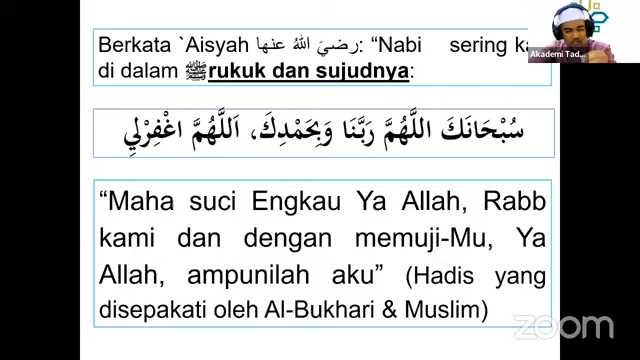 Berkata `Aisyah رضيَ اللهُ عنها: “Nabi sering
di dalam ﷺrukuk dan sujudnya:
سُبْحَانَكَ اللَّهُمَّ رَبَّنَا وَبِحَمْدِكَ، اَللَّهُمَّ اغْفِرْلِي
“Maha suci Engkau Ya Allah, Rabb
kami dan dengan memuji-Mu, Ya
Allah, ampunilah aku” (Hadis yang
disepakati oleh Al-Bukhari & Muslim)
Akademi Tad...
zoom